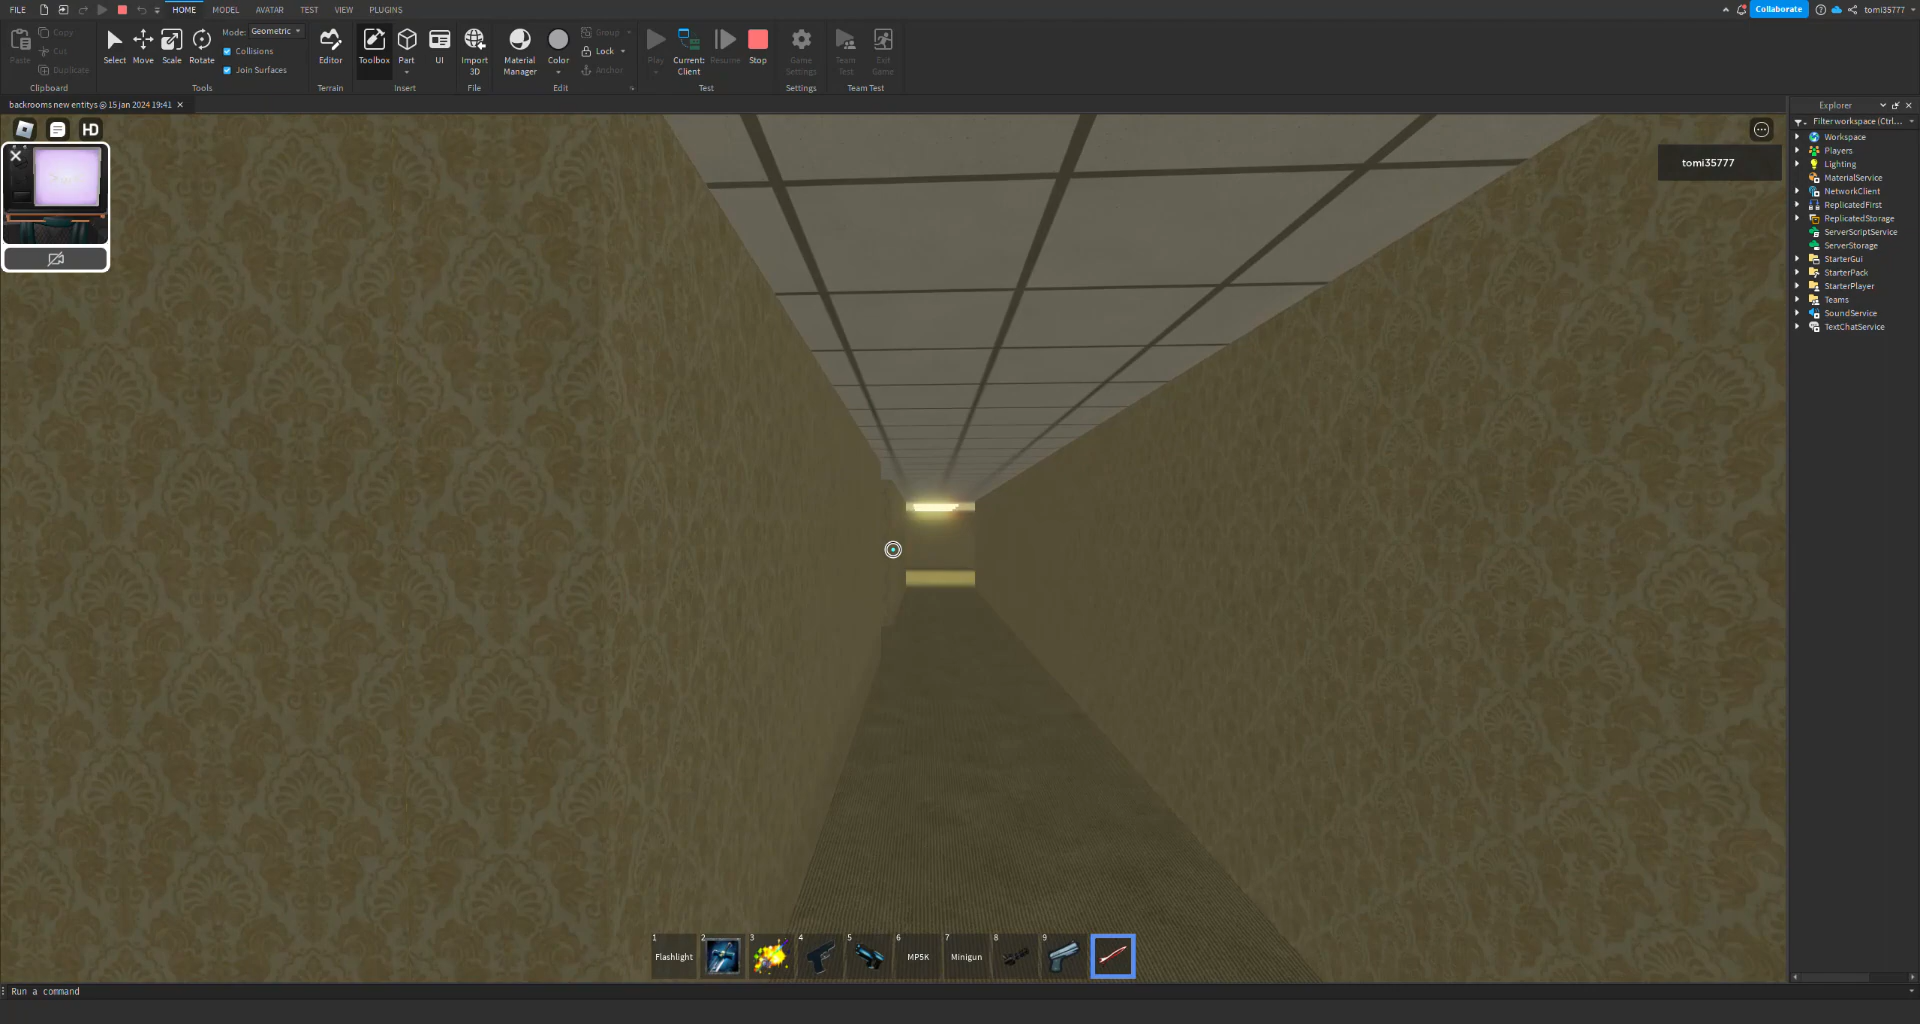 FILE HOME MODEL AVATAR TEST VIEW PLUGINS Collaborate tomi35777
Paste Copy Cut Duplicate Clipboard
Select Move Scale Rotate Mode: Geometric Collisions Join Surfaces Tools
Editor Terrain
Toolbox Part UI Insert
Import 3D File
Material Manager Color Group Lock Anchor Edit
Play Current: Client Resume Stop Test
Game Settings Settings
Team Test Exit Game Team Test
backrooms new entitys @ 15 jan 2024 19:41
HD
tomi35777
Explorer
Filter workspace (Ctrl...
Workspace
Players
Lighting
MaterialService
NetworkClient
ReplicatedFirst
ReplicatedStorage
ServerScriptService
ServerStorage
StarterGui
StarterPack
StarterPlayer
Teams
SoundService
TextChatService
1 2 3 4 5 6 7 8 9
Flashlight MP5K Minigun
Run a command